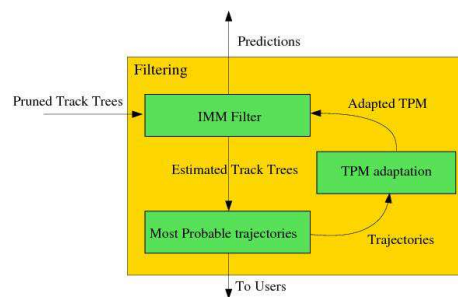 Predictions
Filtering
Pruned Track Trees
Adapted TPM
IMM Filter
Estimated Track Trees
TPM adaptation
Most Probable trajectories
Trajectories
To Users